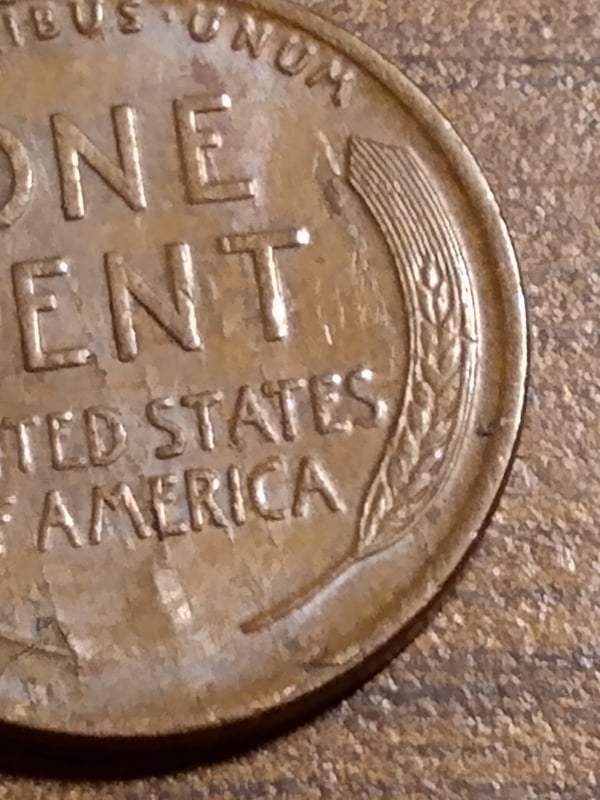 IBUS · UNUM
ONE
ENT
TED STATES
AMERICA